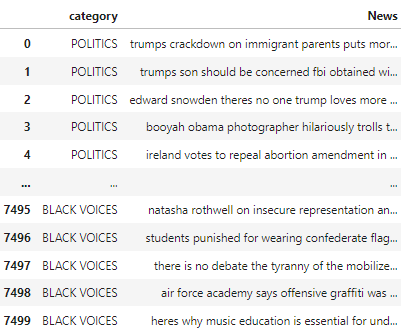 category News
0 POLITICS trumps crackdown on immigrant parents puts mor...
1 POLITICS trumps son should be concerned fbi obtained wi...
2 POLITICS edward snowden theres no one trump loves more ...
3 POLITICS booyah obama photographer hilariously trolls t...
4 POLITICS ireland votes to repeal abortion amendment in ...
... ... ...
7495 BLACK VOICES natasha rothwell on insecure representation an...
7496 BLACK VOICES students punished for wearing confederate flag...
7497 BLACK VOICES there is no debate the tyranny of the mobilize...
7498 BLACK VOICES air force academy says offensive graffiti was ...
7499 BLACK VOICES heres why music education is essential for und...